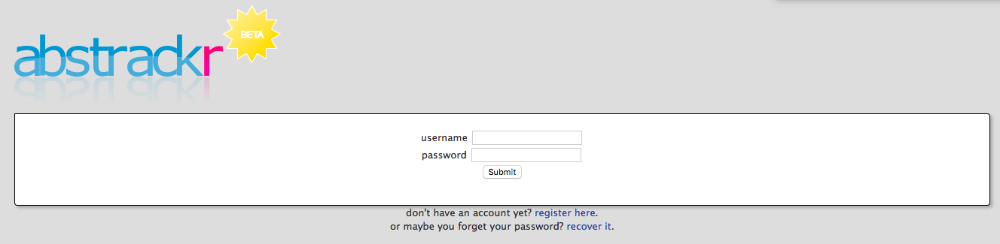 abstrackr BETA
username
password
Submit
don't have an account yet? register here.
or maybe you forget your password? recover it.